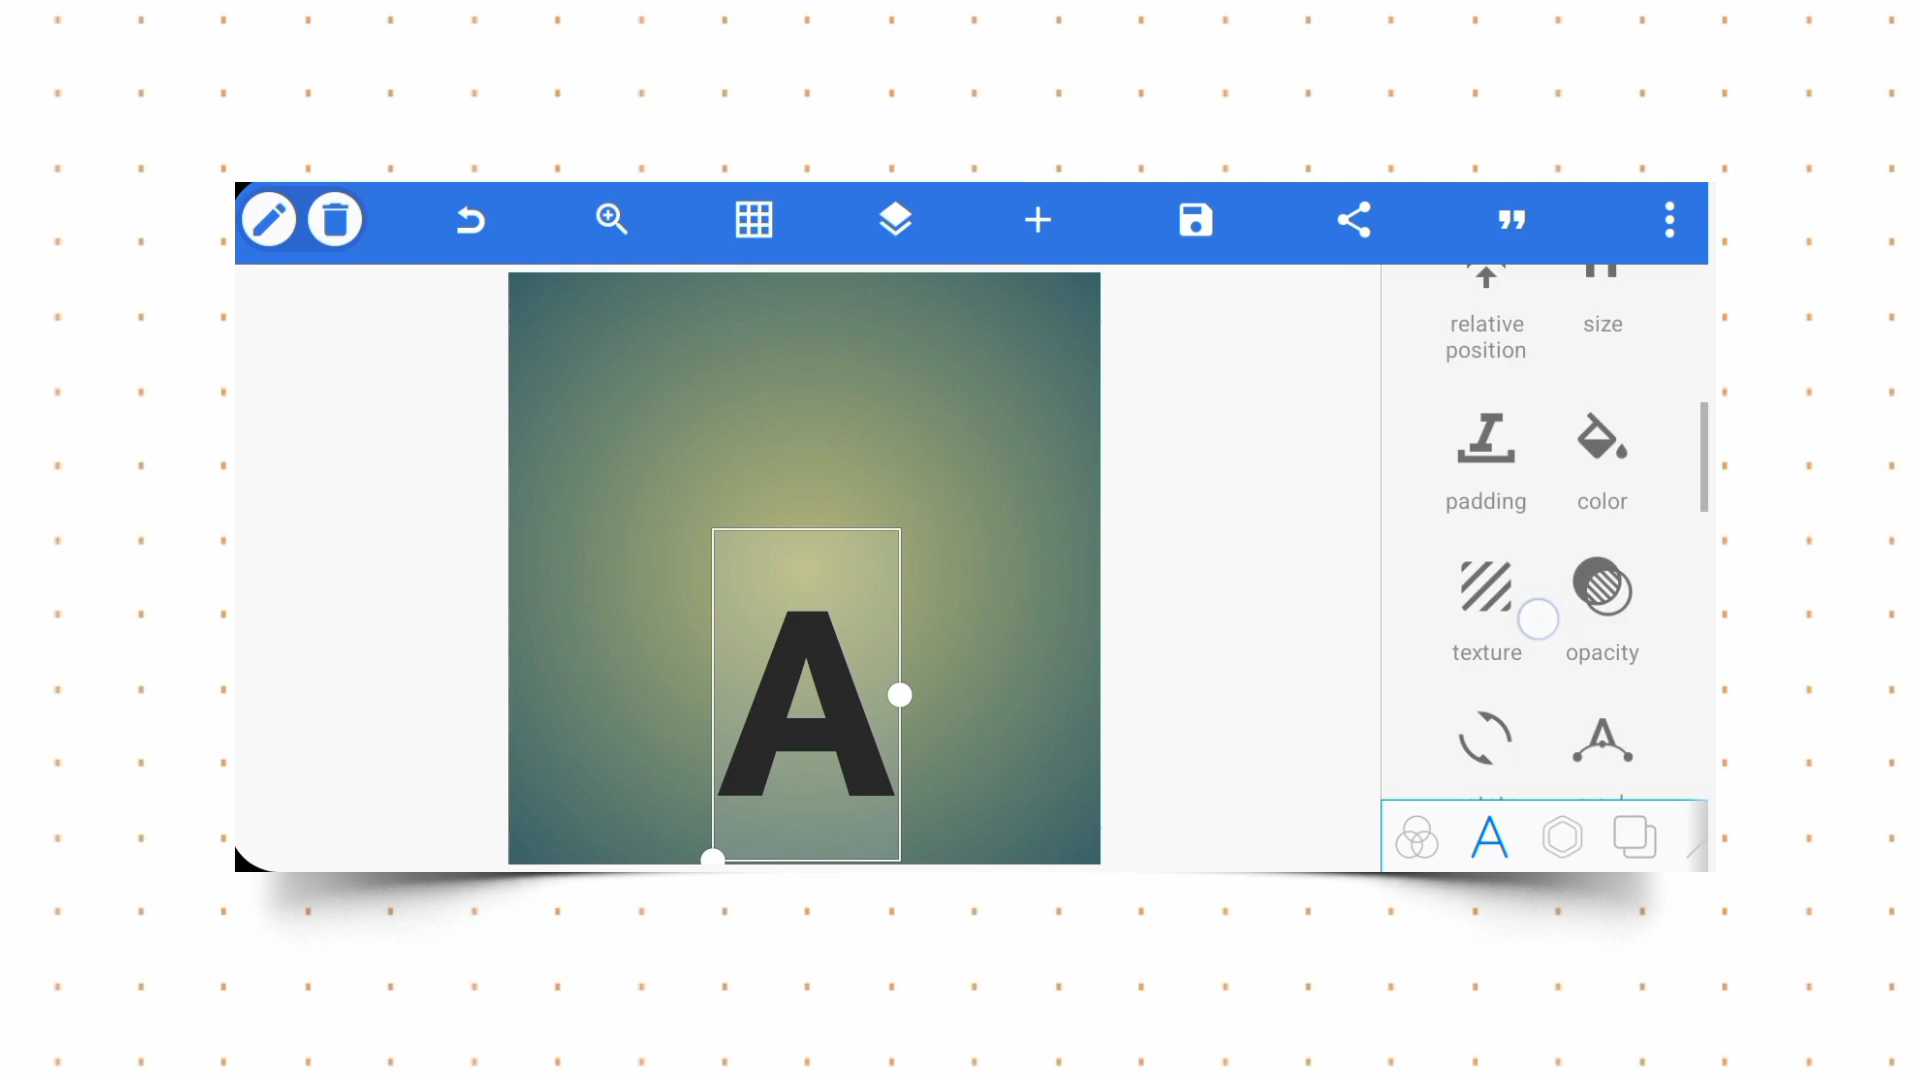 relative
position
size
padding
color
texture
opacity
A